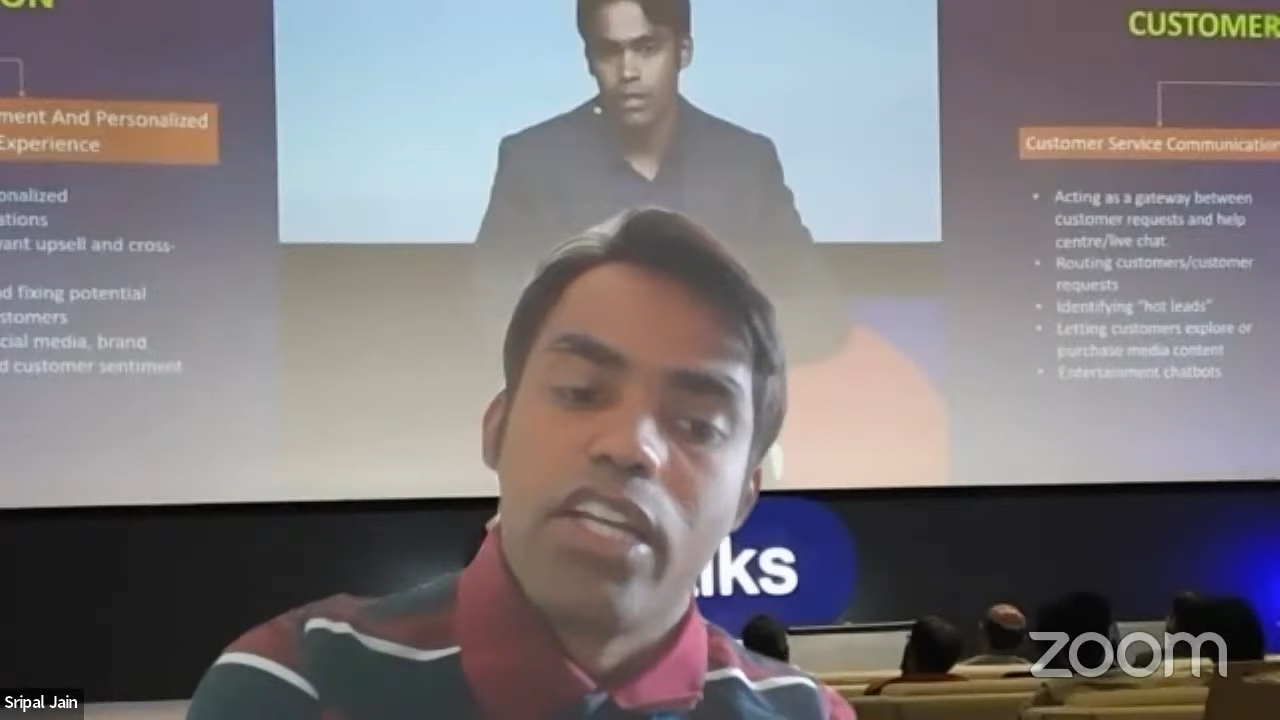 ON
ment And Personalized
Experience
onalized
ations
vant upsell and cross-
nd fixing potential
stomers
cial media, brand
d customer sentiment
CUSTOMER
Customer Service Communication
• Acting as a gateway between
customer requests and help
centre/live chat.
• Routing customers/customer
requests
• Identifying "hot leads"
• Letting customers explore or
purchase media content
• Entertainment chatbots
lks
zoom
Sripal Jain